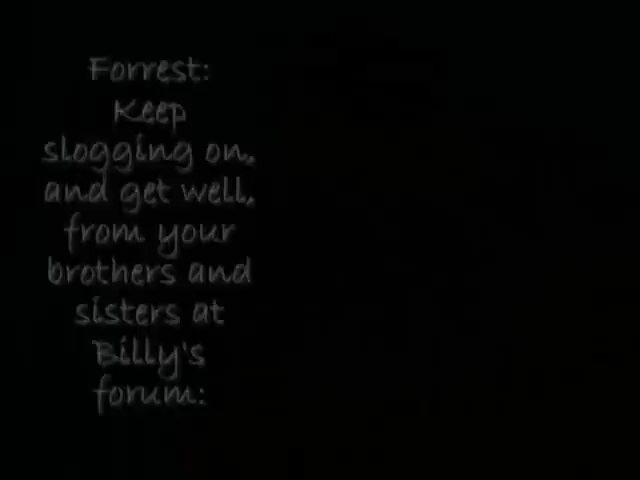 Forrest:
Keep
slogging on,
and get well,
from your
brothers and
sisters at
Billy's
forum: